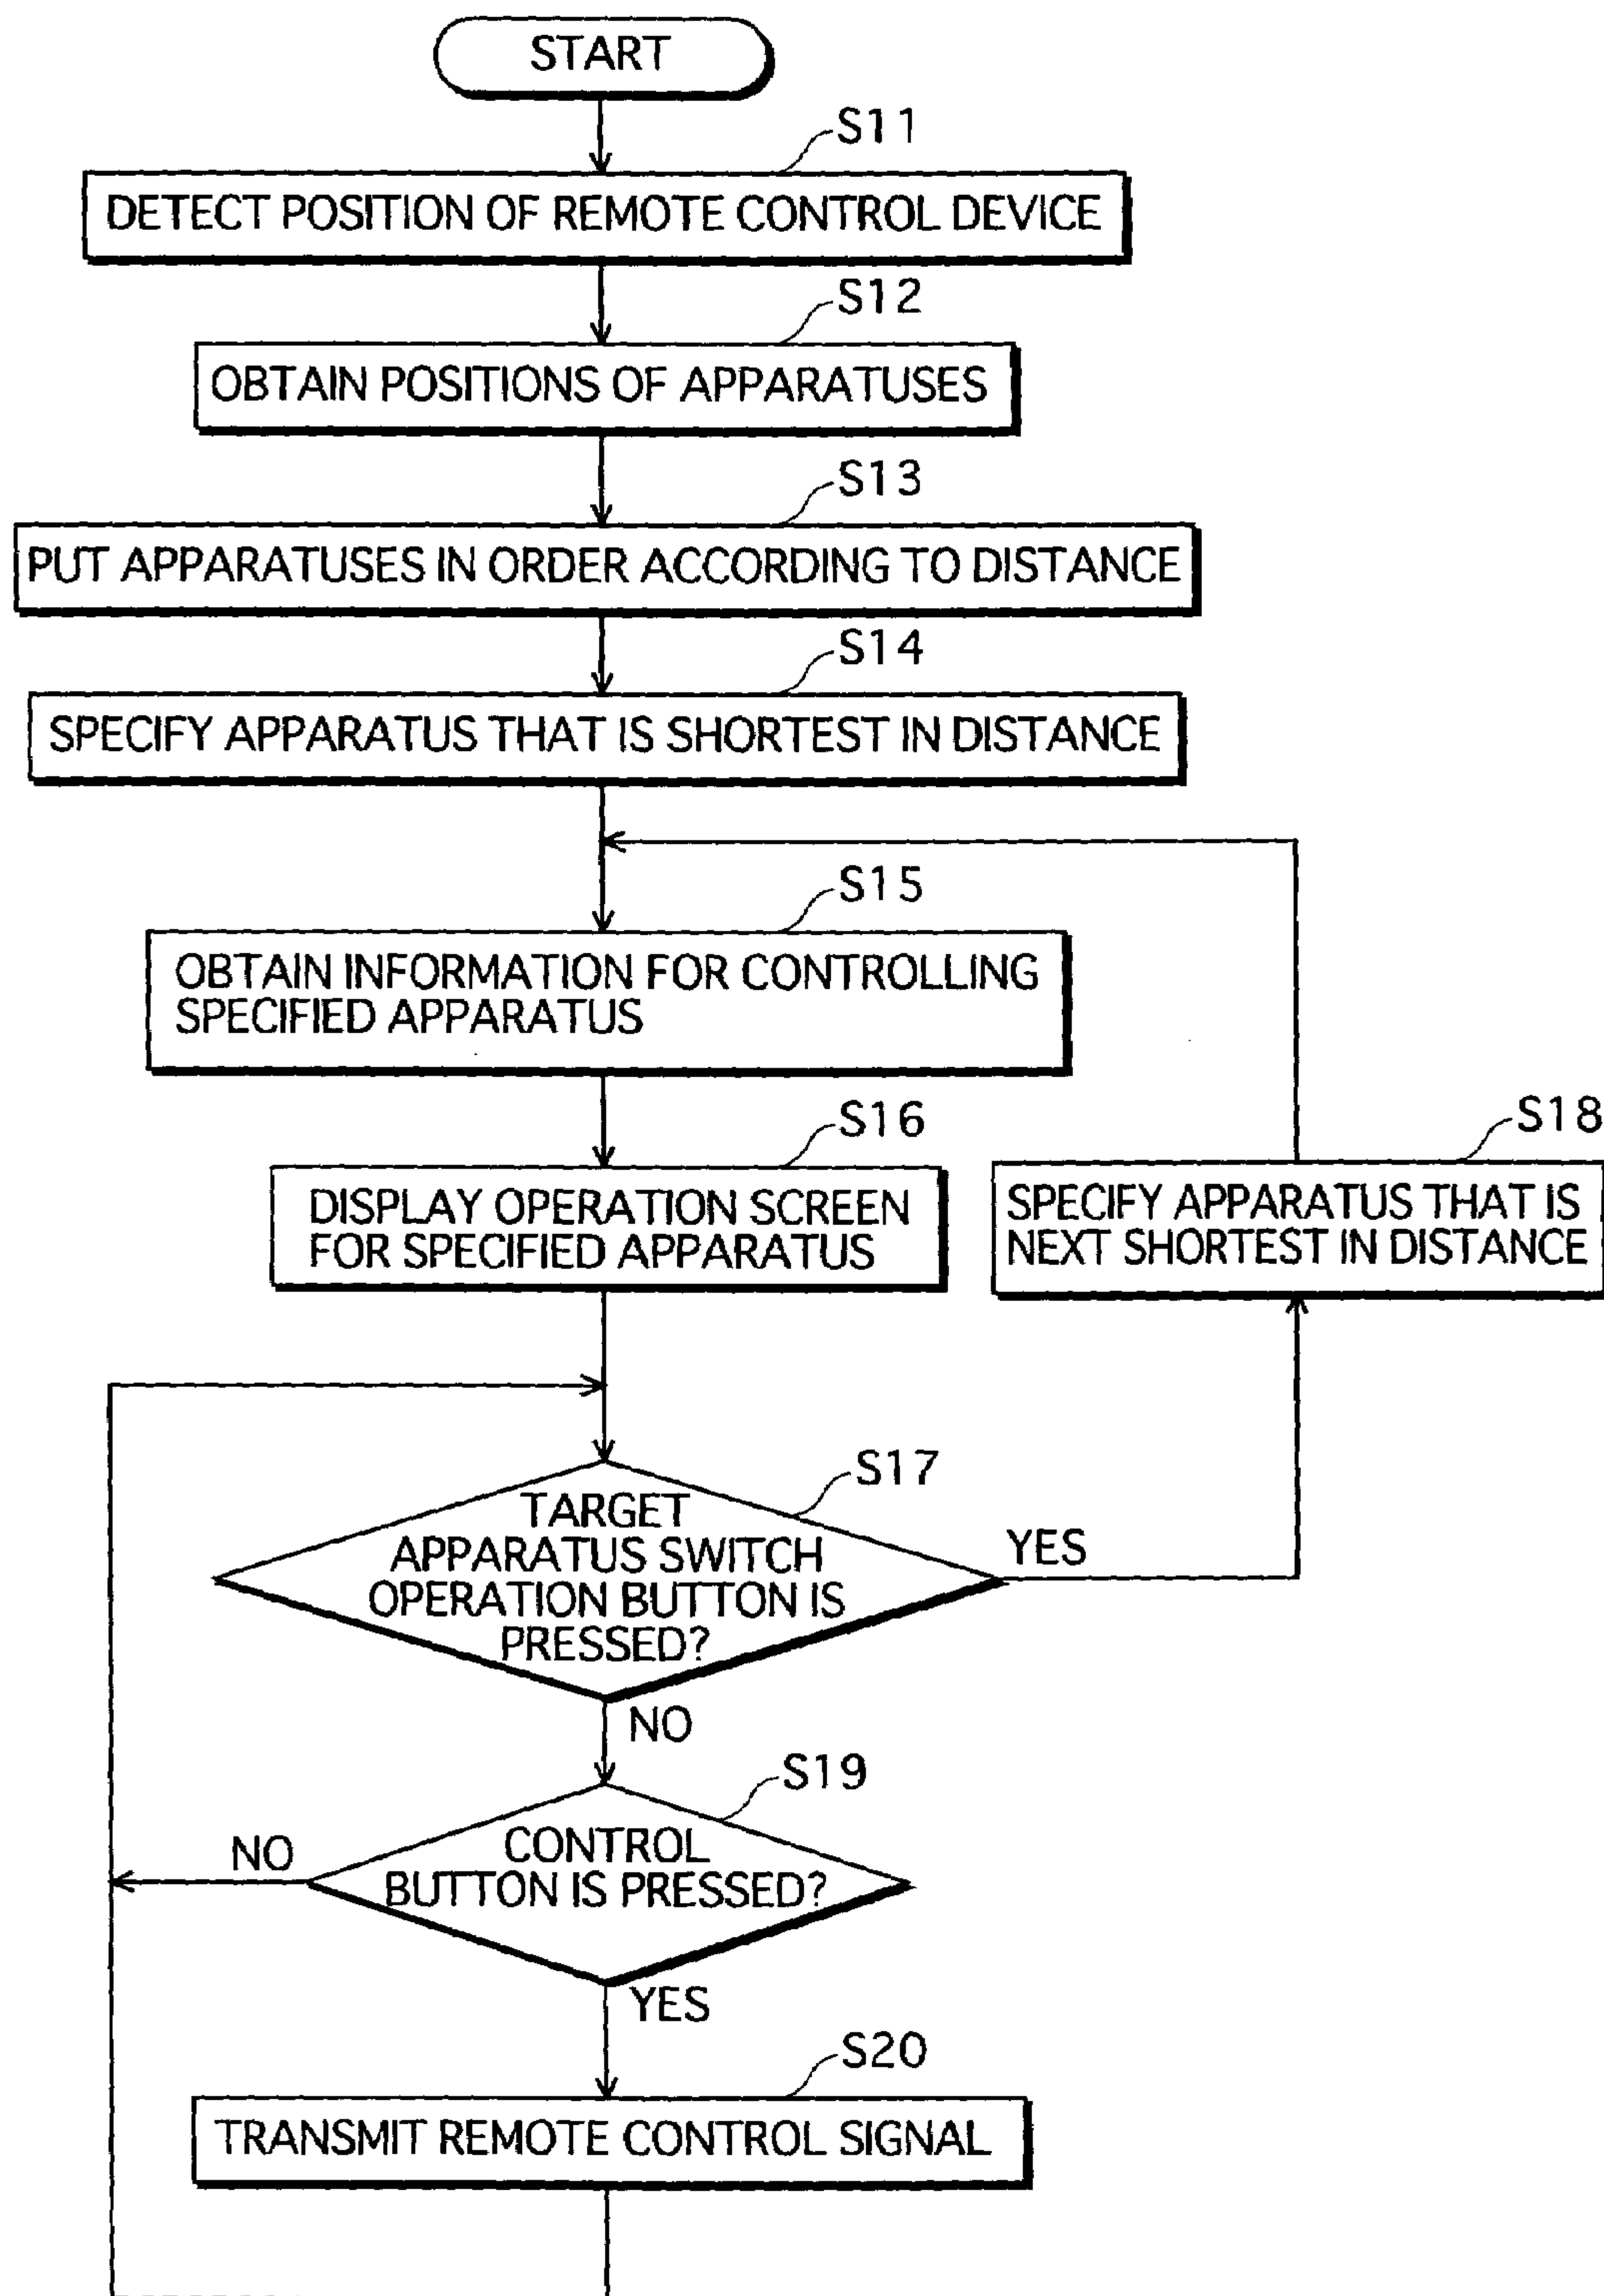 START
S11
DETECT POSITION OF REMOTE CONTROL DEVICE
S12
OBTAIN POSITIONS OF APPARATUSES
S13
PUT APPARATUSES IN ORDER ACCORDING TO DISTANCE
S14
SPECIFY APPARATUS THAT IS SHORTEST IN DISTANCE
S15
OBTAIN INFORMATION FOR CONTROLLING
SPECIFIED APPARATUS
S16
DISPLAY OPERATION SCREEN
FOR SPECIFIED APPARATUS
S18
SPECIFY APPARATUS THAT IS
NEXT SHORTEST IN DISTANCE
S17
TARGET
APPARATUS SWITCH
OPERATION BUTTON IS
PRESSED?
YES
NO
S19
CONTROL
BUTTON IS PRESSED?
NO
YES
S20
TRANSMIT REMOTE CONTROL SIGNAL